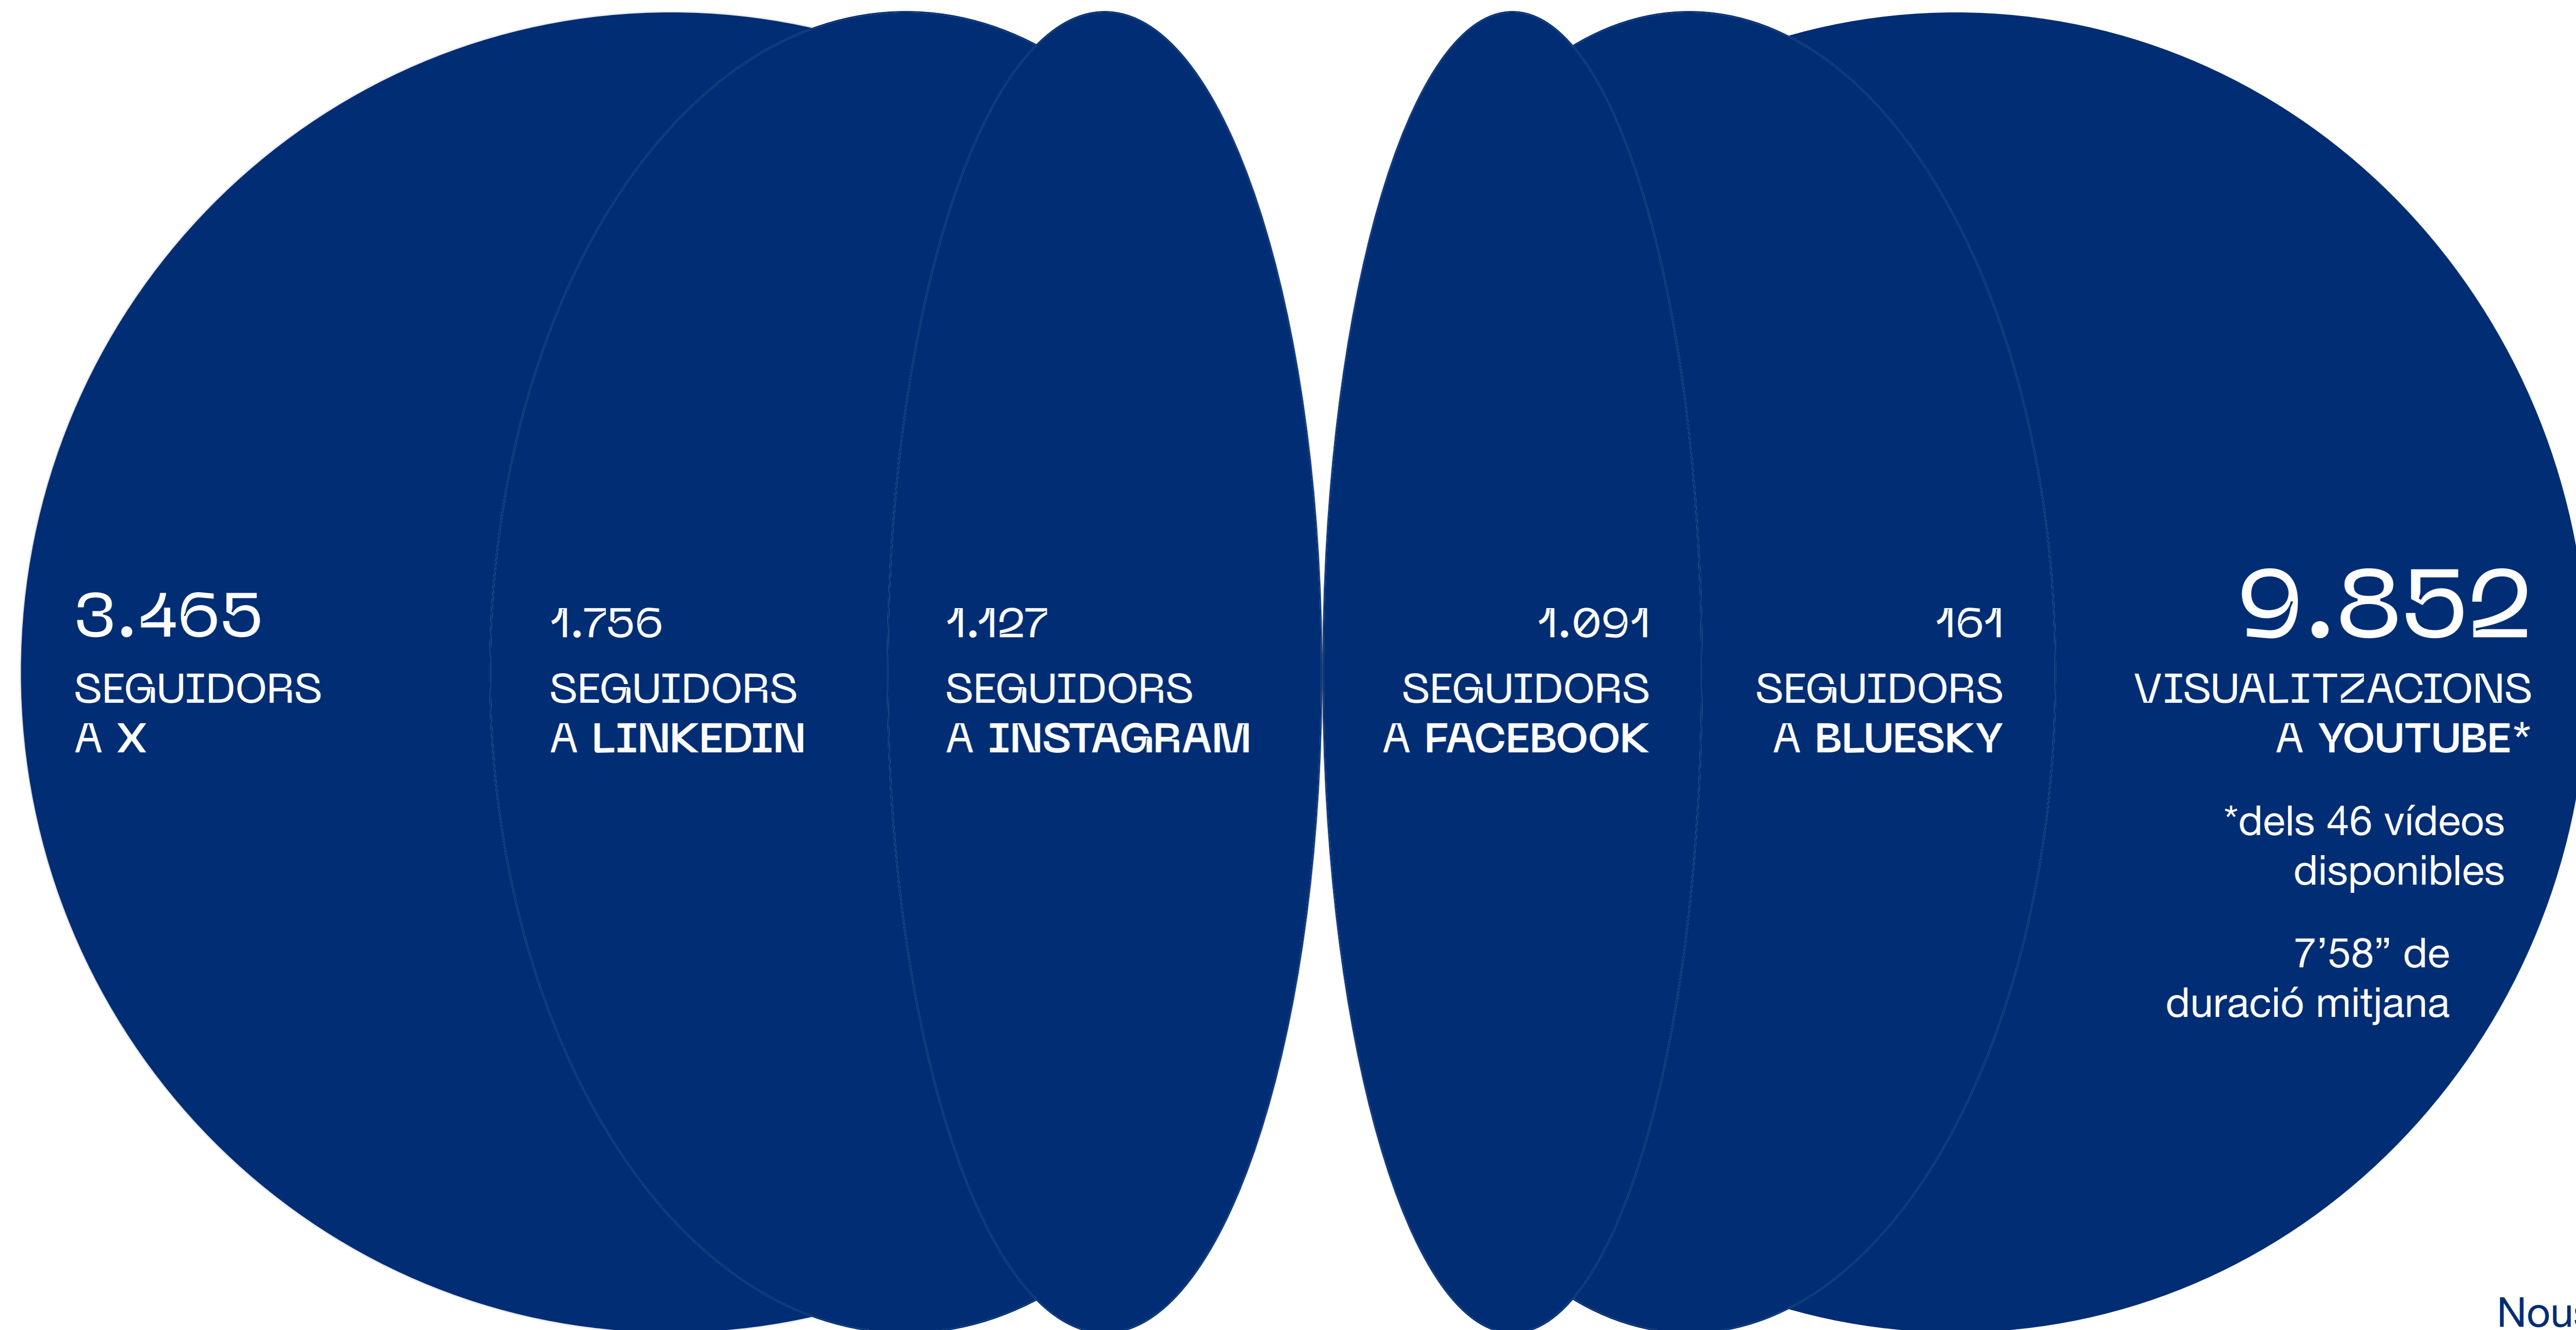 3.465
SEGUIDORS
A X
1.756
SEGUIDORS
A LINKEDIN
1.127
SEGUIDORS
A INSTAGRAM
1.091
SEGUIDORS
A FACEBOOK
161
SEGUIDORS
A BLUESKY
9.852
VISUALITZACIONS
A YOUTUBE*
*dels 46 vídeos
disponibles
7’58” de
duració mitjana